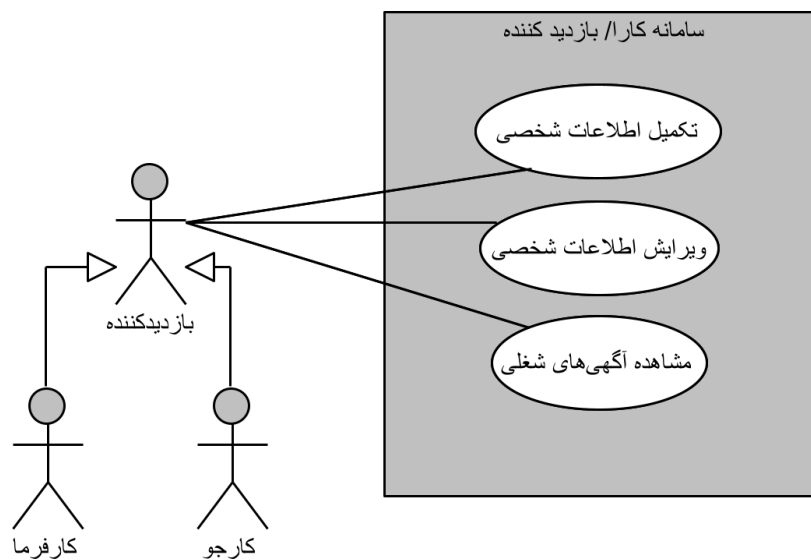 سامانه کارا/ بازدید کننده
تکمیل اطلاعات شخصی
ویرایش اطلاعات شخصی
بازدیدکننده
مشاهده آگهی‌های شغلی
کارجو
کارفرما